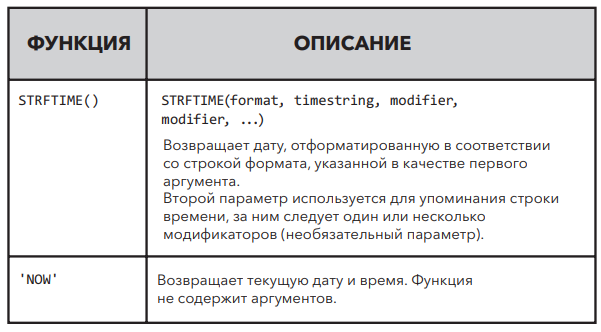 ФУНКЦИЯ
ОПИСАНИЕ
STRFTIME()
STRFTIME(format, timestring, modifier,
modifier, ...)
Возвращает дату, отформатированную в соответствии
со строкой формата, указанной в качестве первого
аргумента.
Второй параметр используется для упоминания строки
времени, за ним следует один или несколько
модификаторов (необязательный параметр).
'NOW'
Возвращает текущую дату и время. Функция
не содержит аргументов.